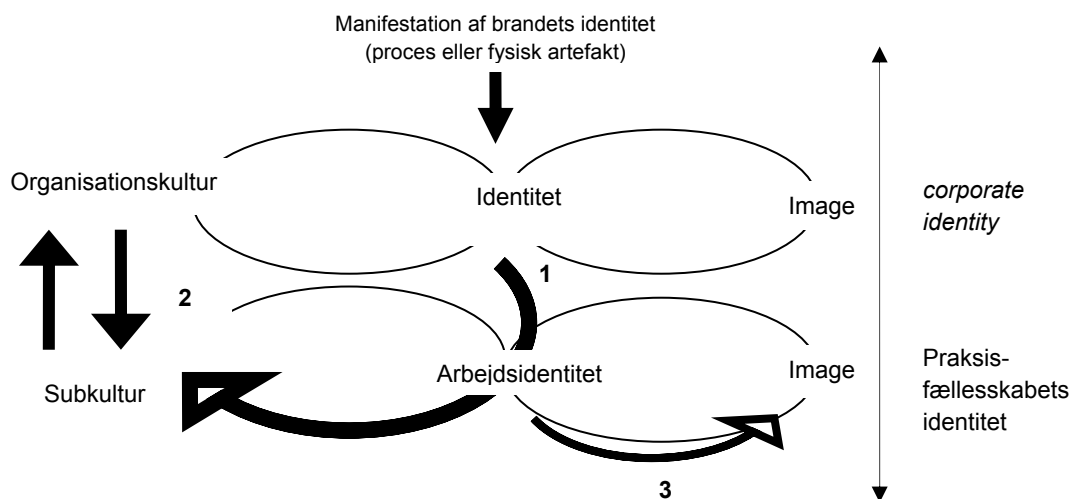 Manifestation af brandets identitet
(proces eller fysisk artefakt)
Organisationskultur
Identitet
Image
corporate
identity
1
2
Subkultur
Arbejdsidentitet
Image
Praksis-
fællesskabets
identitet
3